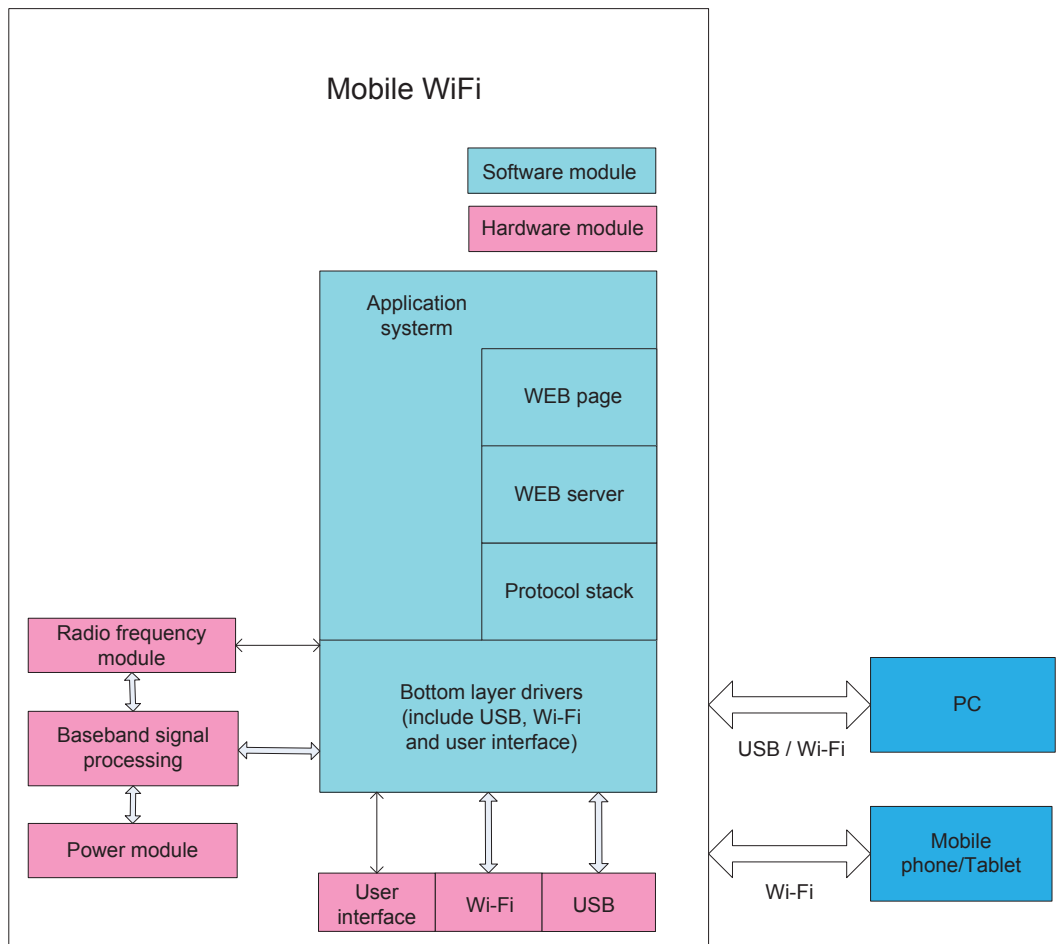 Mobile WiFi
Software module
Hardware module
Application
systerm
WEB page
WEB server
Protocol stack
Radio frequency
module
Bottom layer drivers
(include USB, Wi-Fi
and user interface)
Baseband signal
processing
Power module
User
interface
Wi-Fi
USB
PC
USB / Wi-Fi
Mobile
phone/Tablet
Wi-Fi